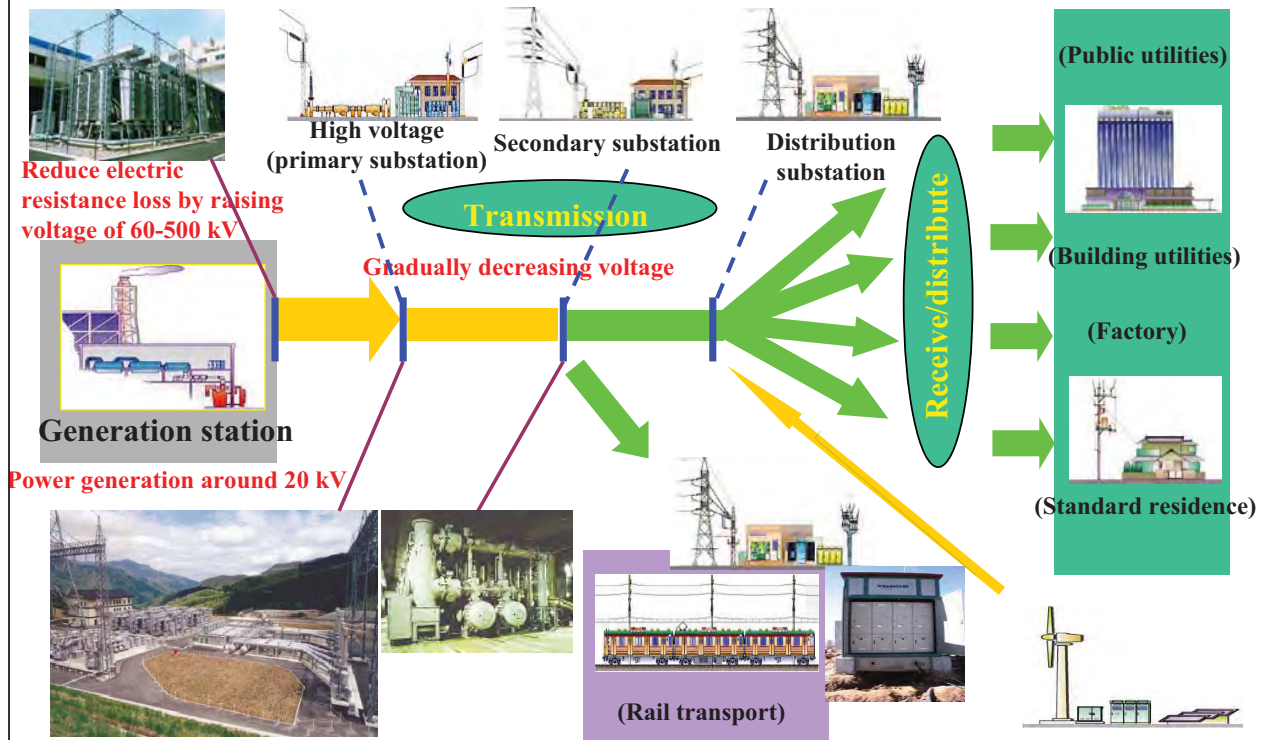 (Public utilities)
High voltage
(primary substation)
Secondary substation
Distribution
substation
Reduce electric
resistance loss by raising
voltage of 60-500 kV
Transmission
Gradually decreasing voltage
Receive/distribute
(Building utilities)
(Factory)
Generation station
Power generation around 20 kV
(Standard residence)
(Rail transport)